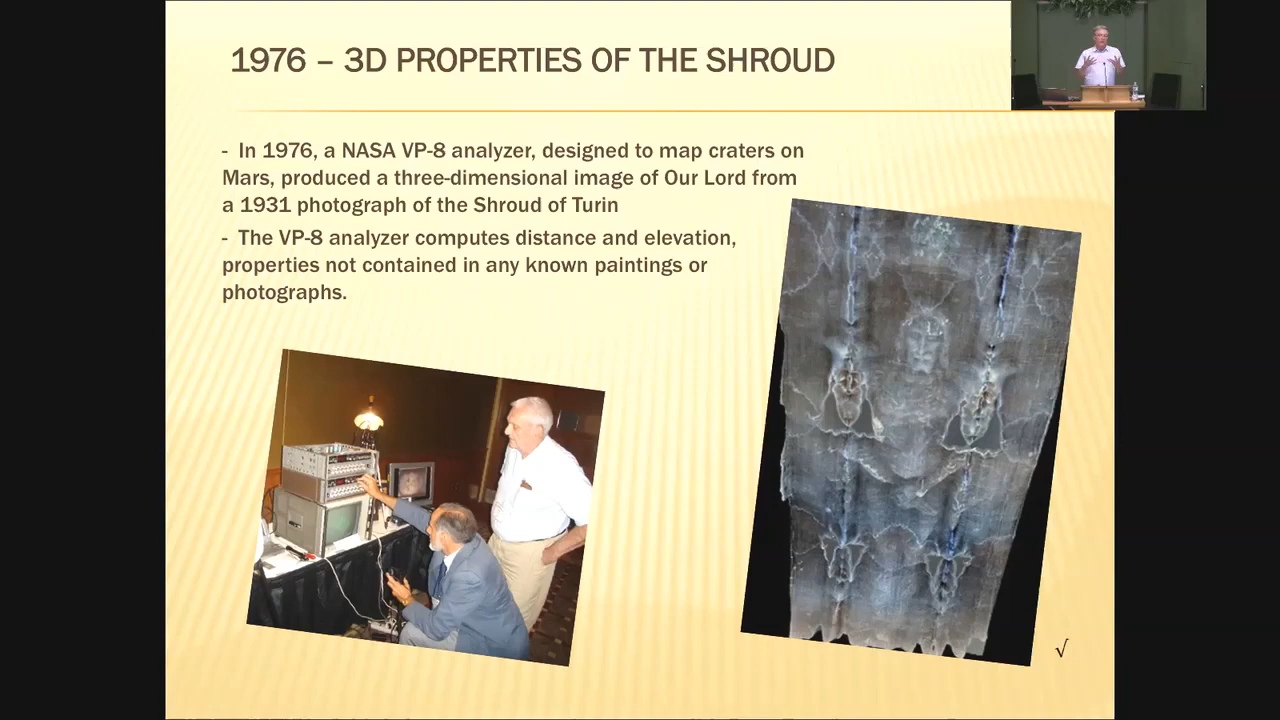 1976 – 3D PROPERTIES OF THE SHROUD
- In 1976, a NASA VP-8 analyzer, designed to map craters on
Mars, produced a three-dimensional image of Our Lord from
a 1931 photograph of the Shroud of Turin
- The VP-8 analyzer computes distance and elevation,
properties not contained in any known paintings or
photographs.
√